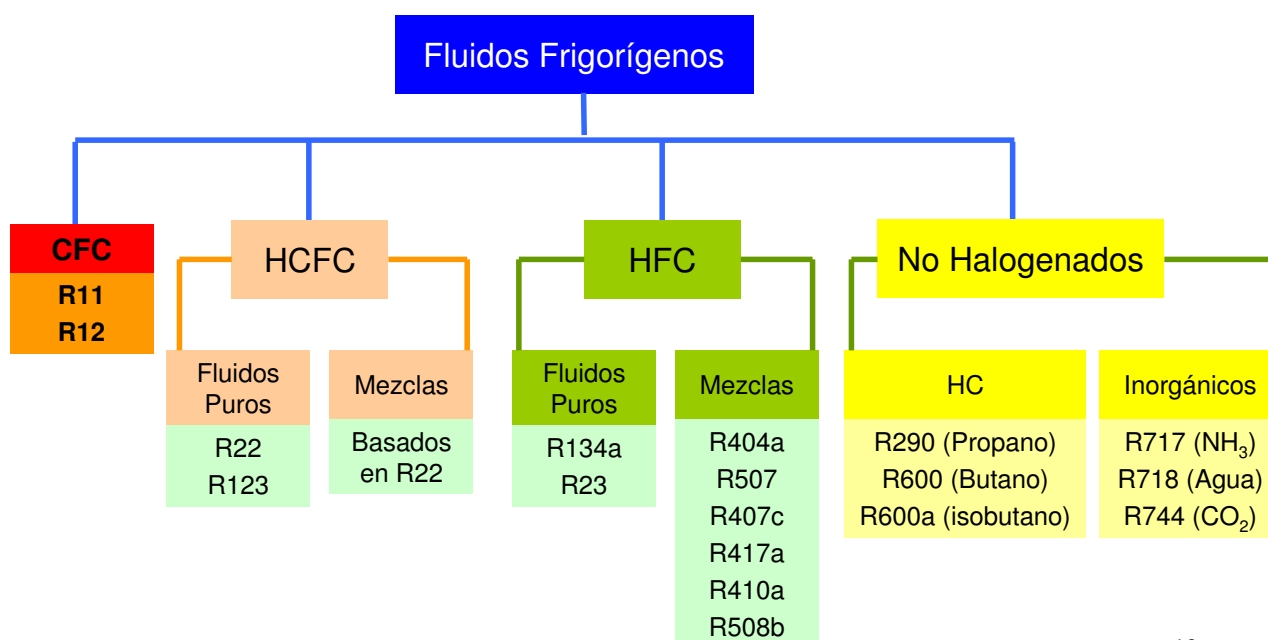 Fluidos Frigorígenos
CFC
R11
R12
HCFC
Fluidos
Puros
R22
R123
Mezclas
Basados
en R22
HFC
Fluidos
Puros
R134a
R23
Mezclas
R404a
R507
R407c
R417a
R410a
R508b
No Halogenados
HC
R290 (Propano)
R600 (Butano)
R600a (isobutano)
Inorgánicos
R717 (NH₃)
R718 (Agua)
R744 (CO₂)